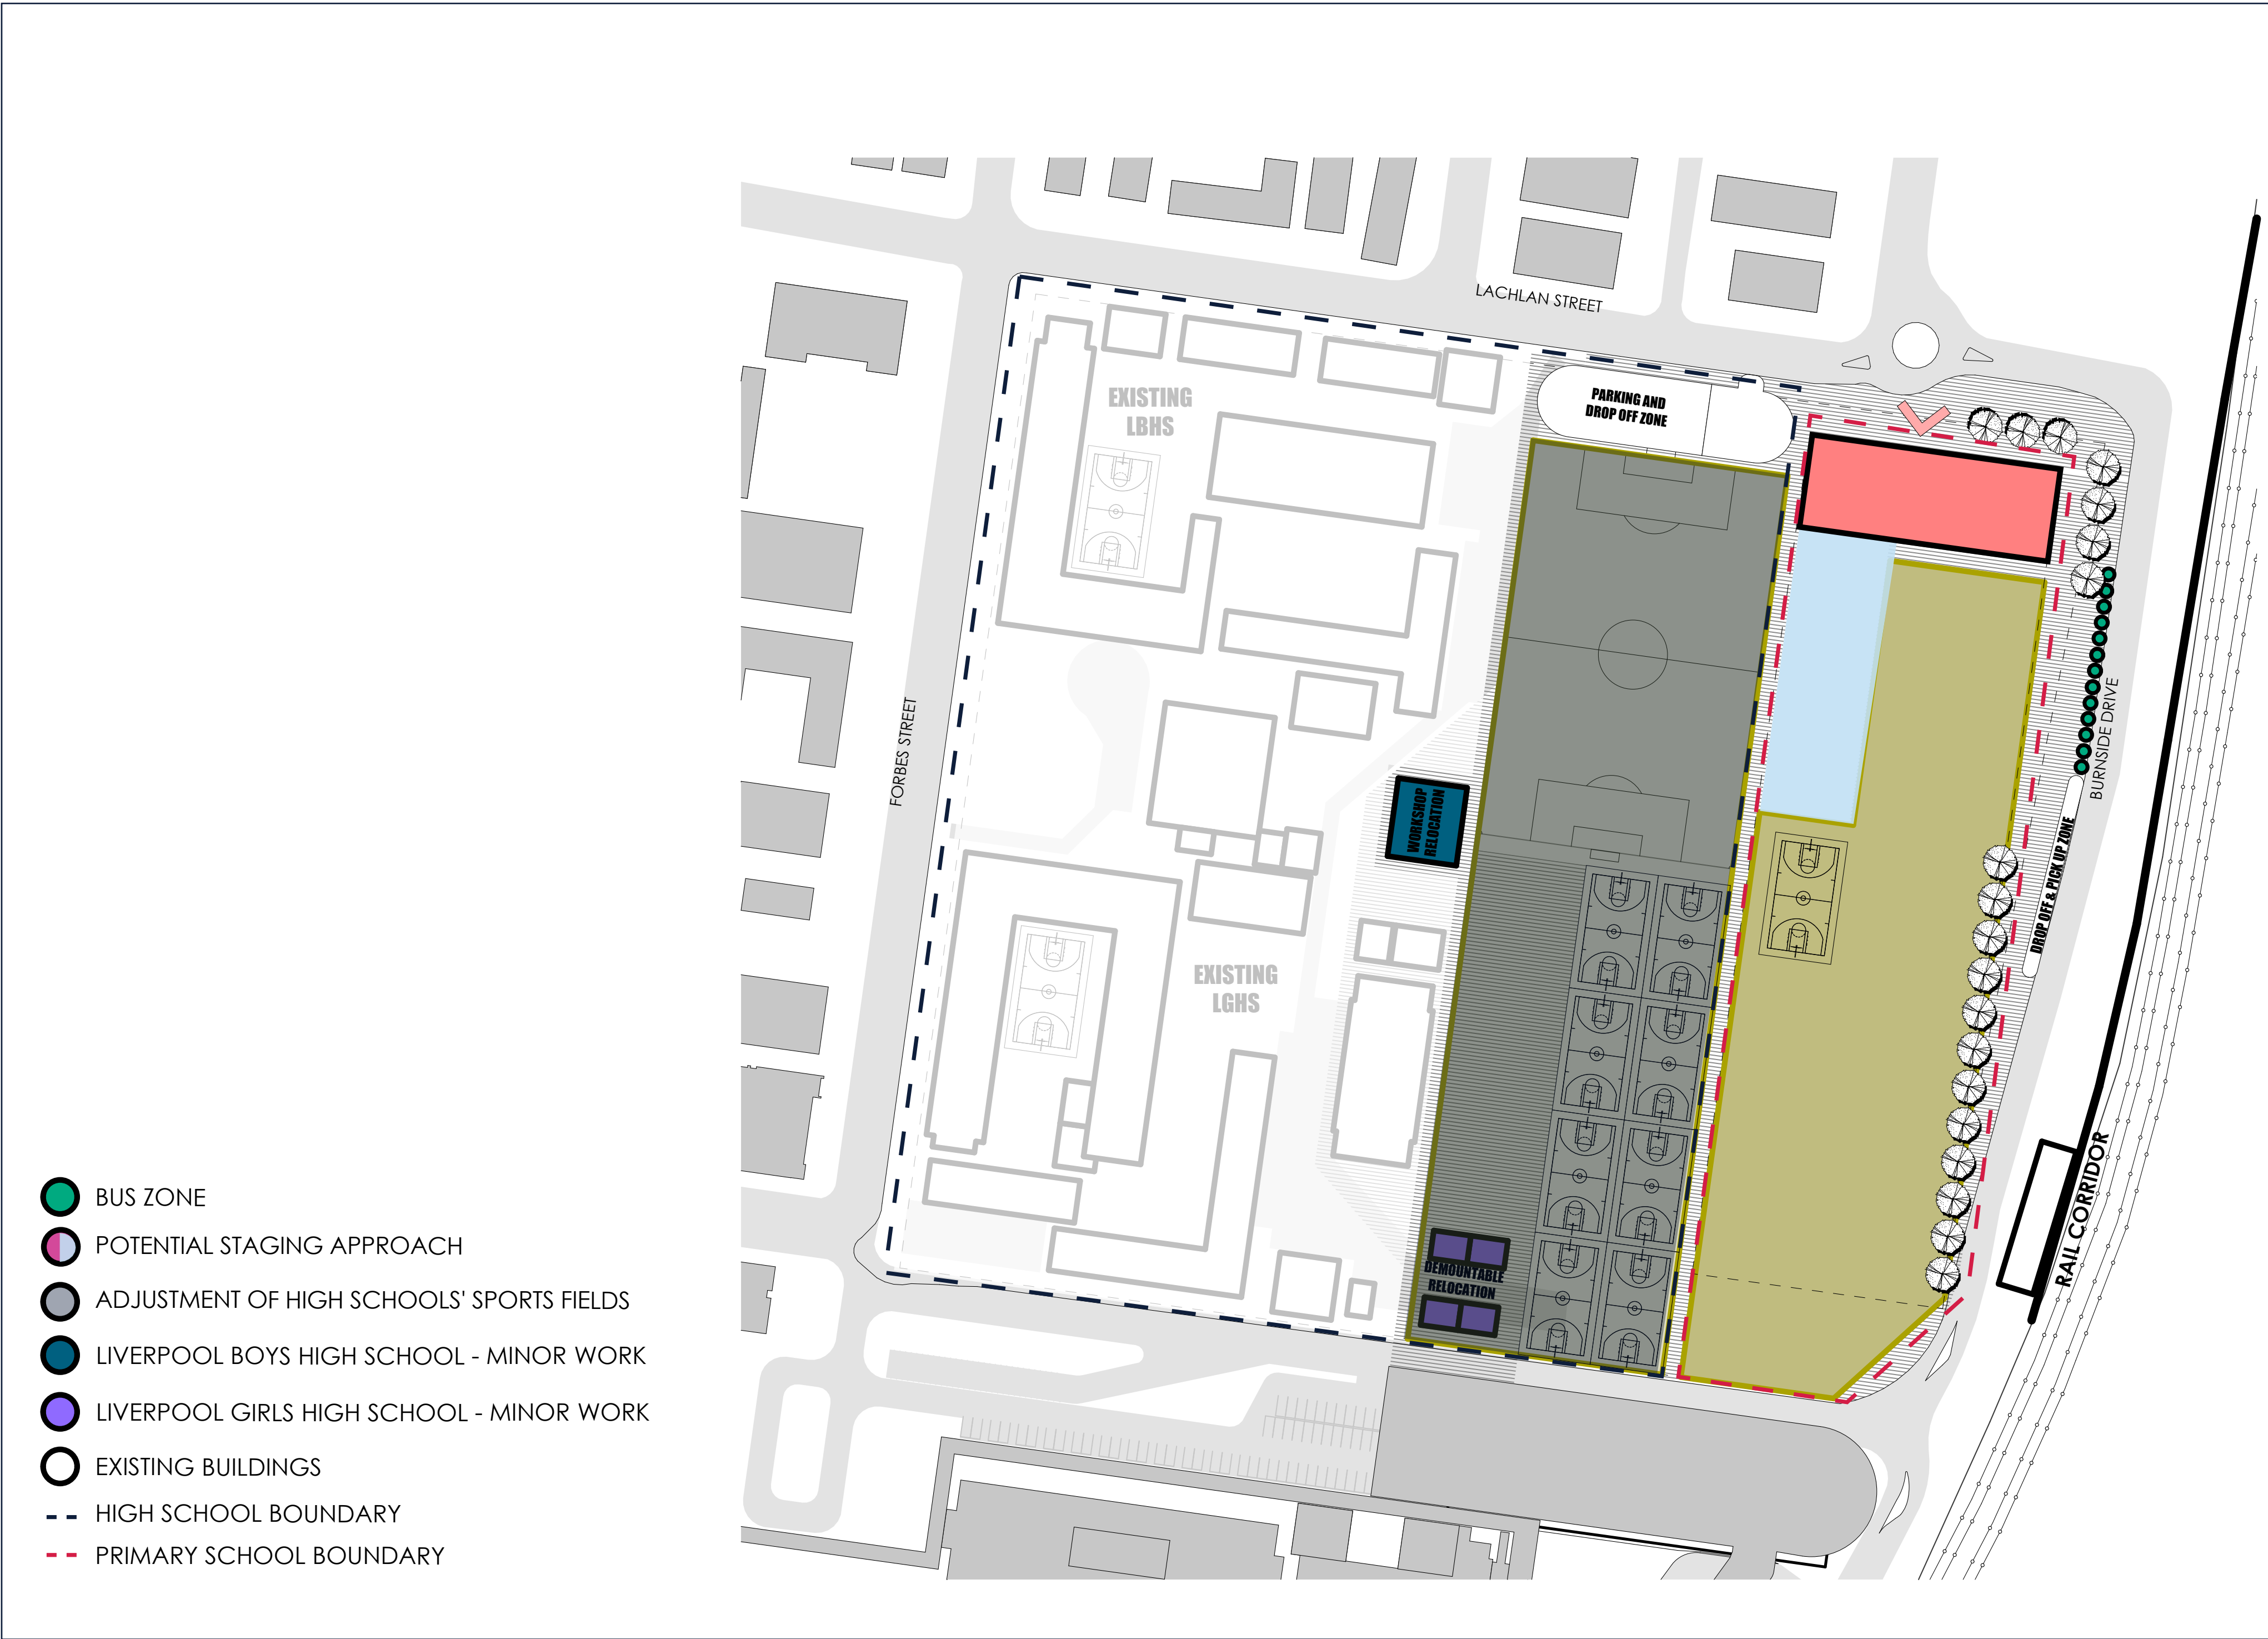 LACHLAN STREET
PARKING AND
DROP OFF ZONE
EXISTING
LBHS
FORBES STREET
BURNSIDE DRIVE
WORKSHOP
RELOCATION
DROP OFF & PICK UP ZONE
EXISTING
LGHS
RAIL CORRIDOR
DEMOUNTABLE
RELOCATION
BUS ZONE
POTENTIAL STAGING APPROACH
ADJUSTMENT OF HIGH SCHOOLS' SPORTS FIELDS
LIVERPOOL BOYS HIGH SCHOOL - MINOR WORK
LIVERPOOL GIRLS HIGH SCHOOL - MINOR WORK
EXISTING BUILDINGS
HIGH SCHOOL BOUNDARY
PRIMARY SCHOOL BOUNDARY